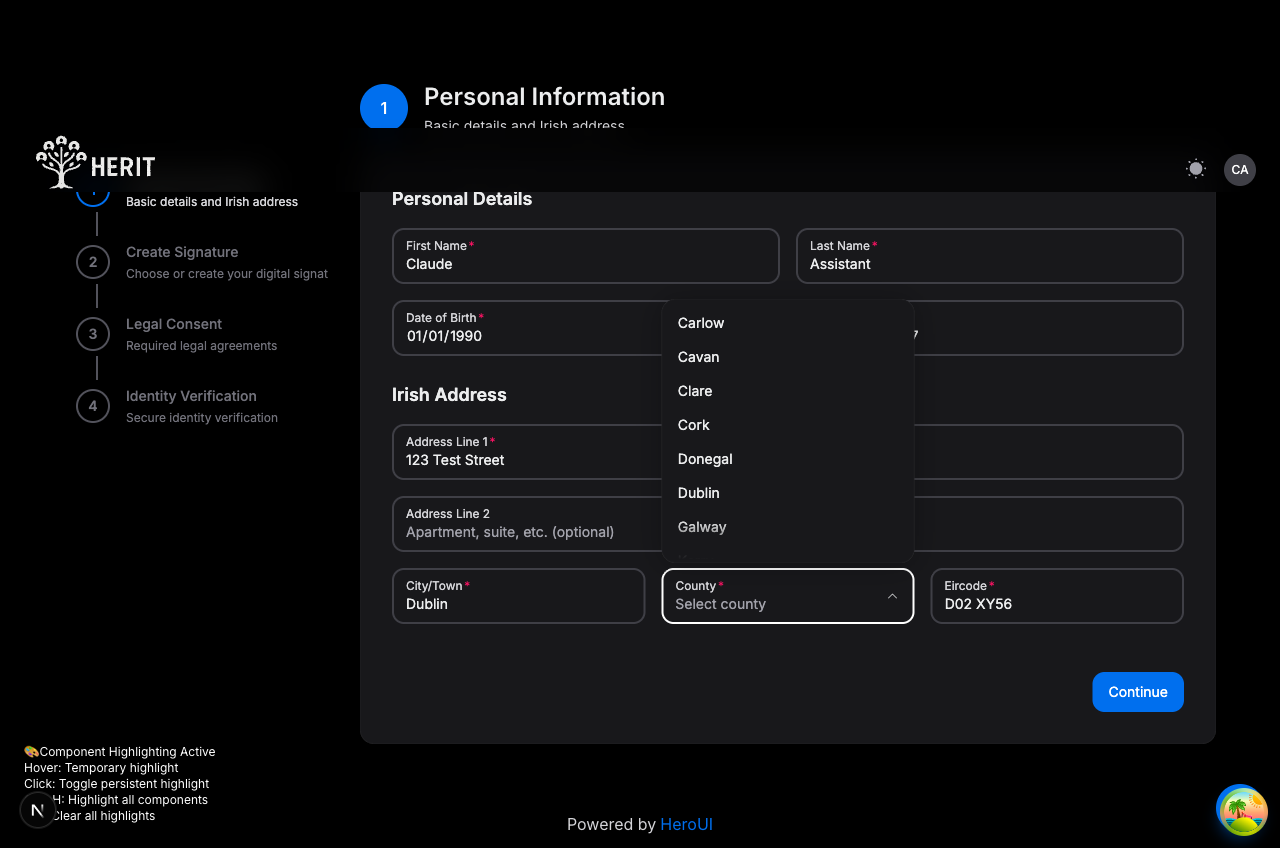 1
Personal Information
Basic details and Irish address
HERIT
CA
Basic details and Irish address
Personal Details
First Name*
Claude
Last Name*
Assistant
2
Create Signature
Choose or create your digital signat
Date of Birth*
01/01/1990
7
3
Legal Consent
Required legal agreements
Carlow
Cavan
Clare
Cork
Donegal
Dublin
Galway
4
Identity Verification
Secure identity verification
Irish Address
Address Line 1*
123 Test Street
Address Line 2
Apartment, suite, etc. (optional)
City/Town*
Dublin
County*
Select county
Eircode*
D02 XY56
Continue
🎨Component Highlighting Active
Hover: Temporary highlight
Click: Toggle persistent highlight
H: Highlight all components
Clear all highlights
N
Powered by HeroUI